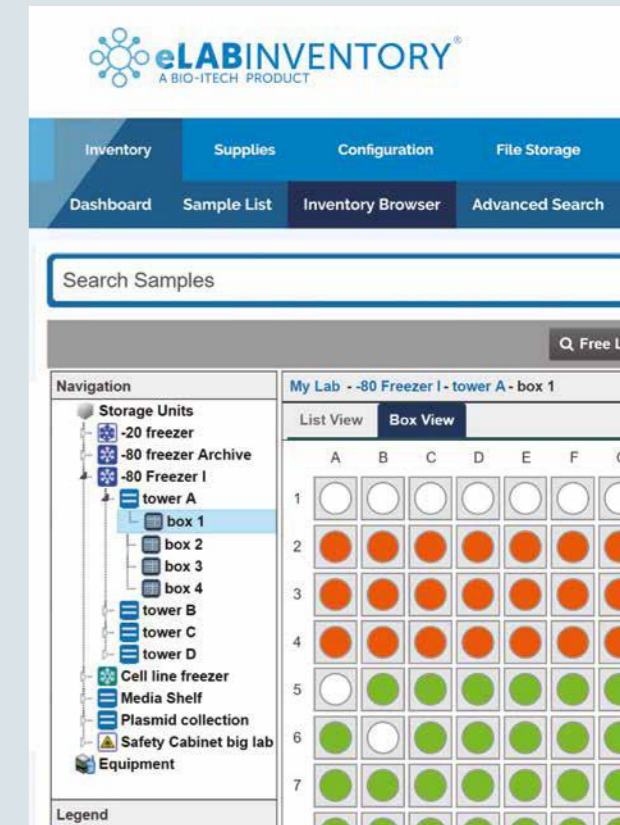 eLABINVENTORY®
A BIO-ITECH PRODUCT
Inventory Supplies Configuration File Storage
Dashboard Sample List Inventory Browser Advanced Search
Search Samples
Free L
Navigation
Storage Units
-20 freezer
-80 freezer Archive
-80 Freezer I
tower A
box 1
box 2
box 3
box 4
tower B
tower C
tower D
Cell line freezer
Media Shelf
Plasmid collection
Safety Cabinet big lab
Equipment
Legend
My Lab - -80 Freezer I - tower A - box 1
List View Box View
A B C D E F
1
2
3
4
5
6
7